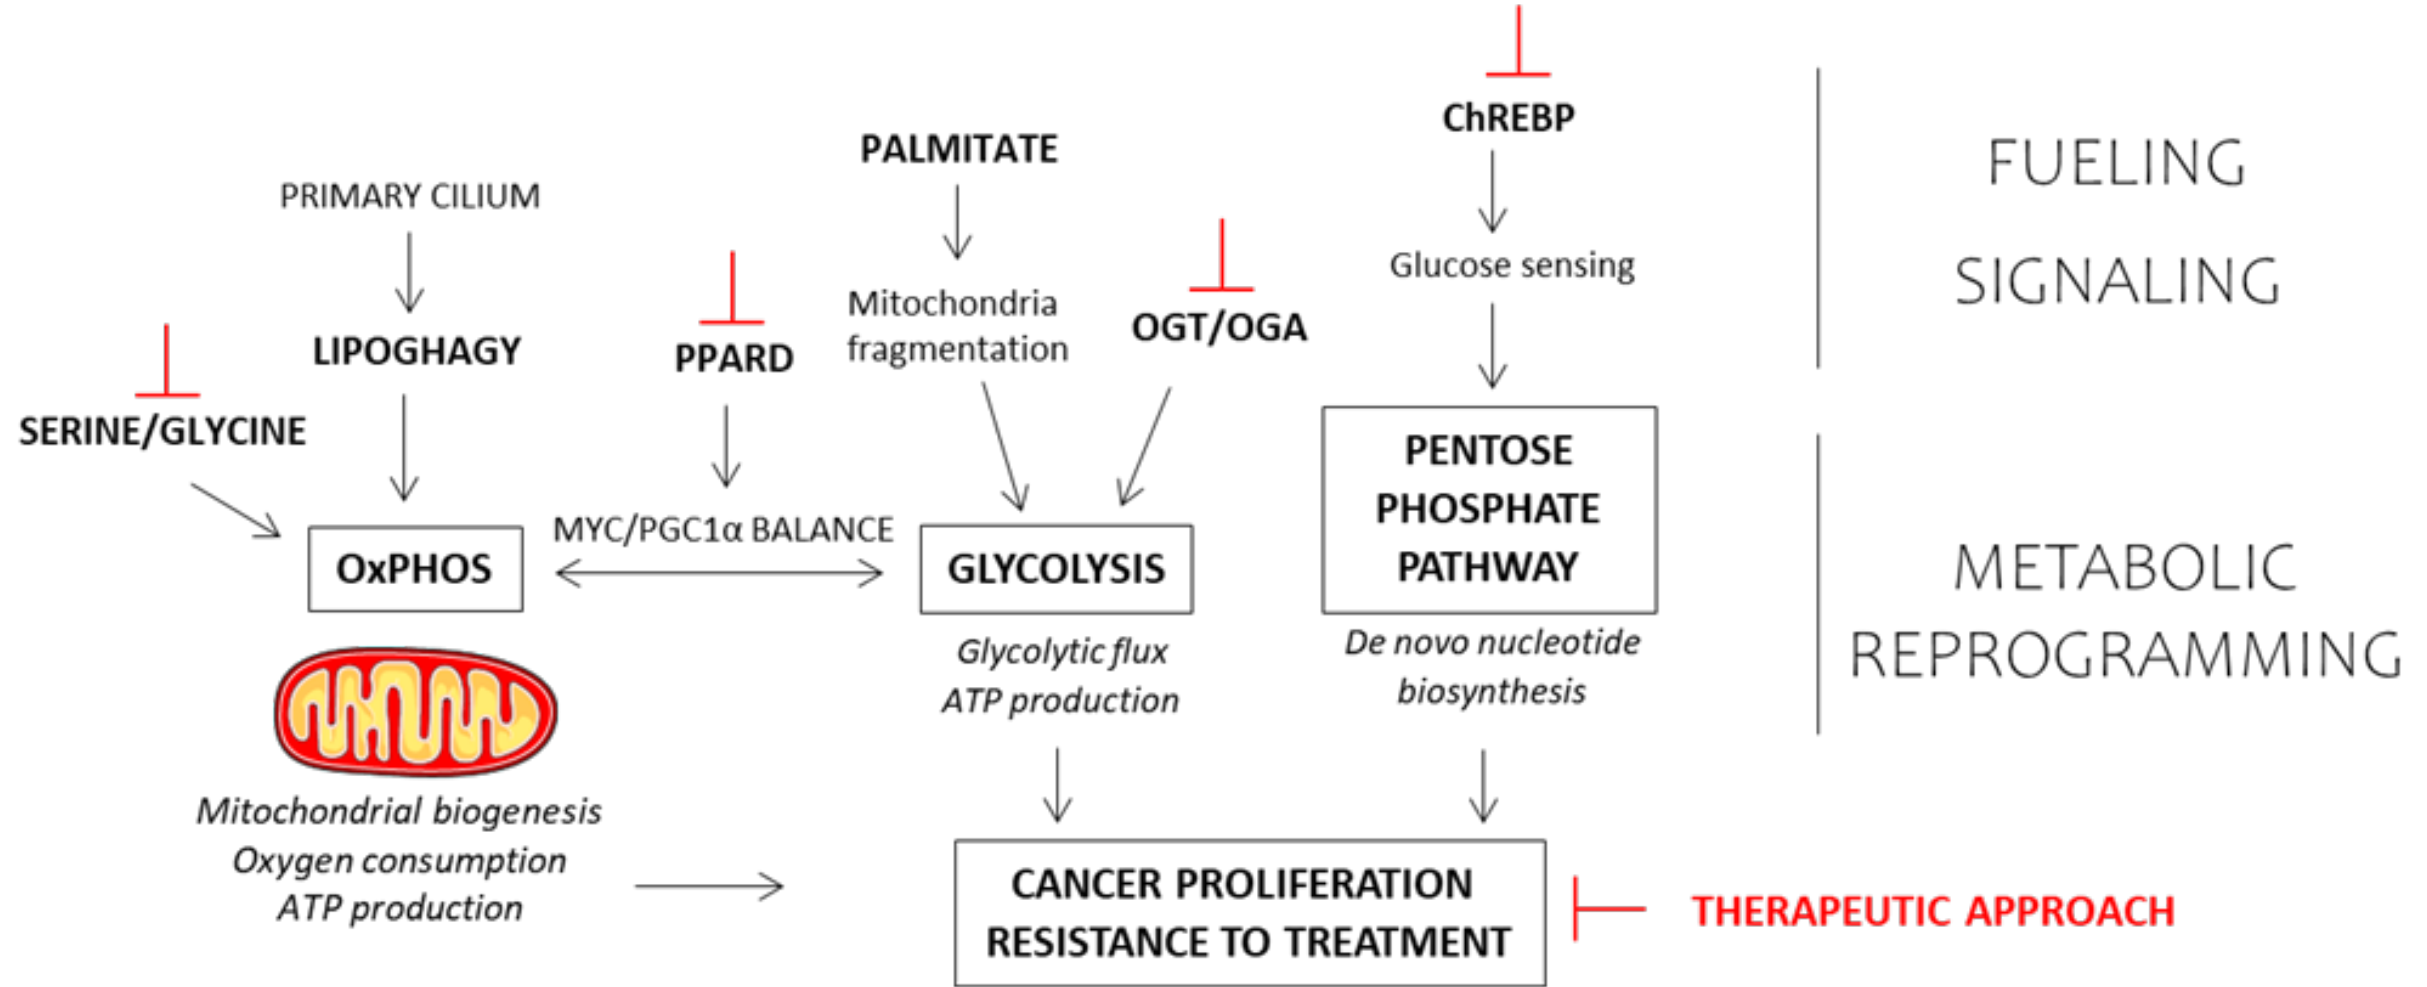 ChREBP
PALMITATE
PRIMARY CILIUM
FUELING
SIGNALING
Glucose sensing
Mitochondria
fragmentation
OGT/OGA
LIPOGHAGY
PPARD
SERINE/GLYCINE
PENTOSE
PHOSPHATE
PATHWAY
MYC/PGC1α BALANCE
OxPHOS
GLYCOLYSIS
METABOLIC
REPROGRAMMING
Glycolytic flux
ATP production
De novo nucleotide
biosynthesis
Mitochondrial biogenesis
Oxygen consumption
ATP production
CANCER PROLIFERATION
RESISTANCE TO TREATMENT
THERAPEUTIC APPROACH